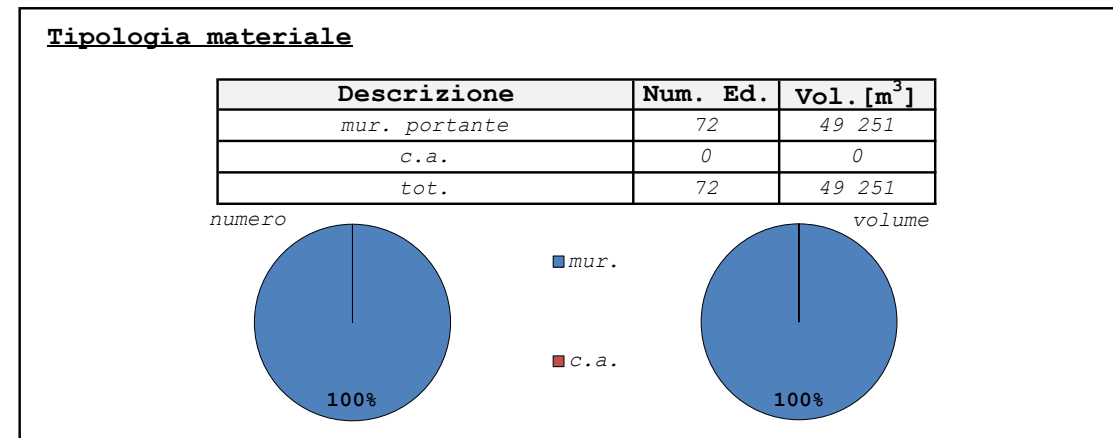 Tipologia materiale
Descrizione Num. Ed. Vol.[m³]
mur. portante 72 49 251
c.a. 0 0
tot. 72 49 251
numero volume
mur.
c.a.
100% 100%